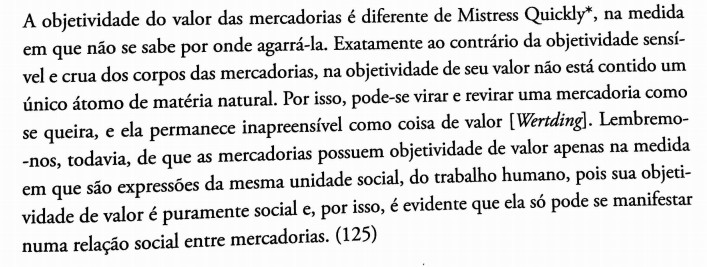 A objetividade do valor das mercadorias é diferente de Mistress Quickly*, na medida
em que não se sabe por onde agarrá-la. Exatamente ao contrário da objetividade sensí-
vel e crua dos corpos das mercadorias, na objetividade de seu valor não está contido um
único átomo de matéria natural. Por isso, pode-se virar e revirar uma mercadoria como
se queira, e ela permanece inapreensível como coisa de valor [Wertding]. Lembremo-
-nos, todavia, de que as mercadorias possuem objetividade de valor apenas na medida
em que são expressões da mesma unidade social, do trabalho humano, pois sua objeti-
vidade de valor é puramente social e, por isso, é evidente que ela só pode se manifestar
numa relação social entre mercadorias. (125)